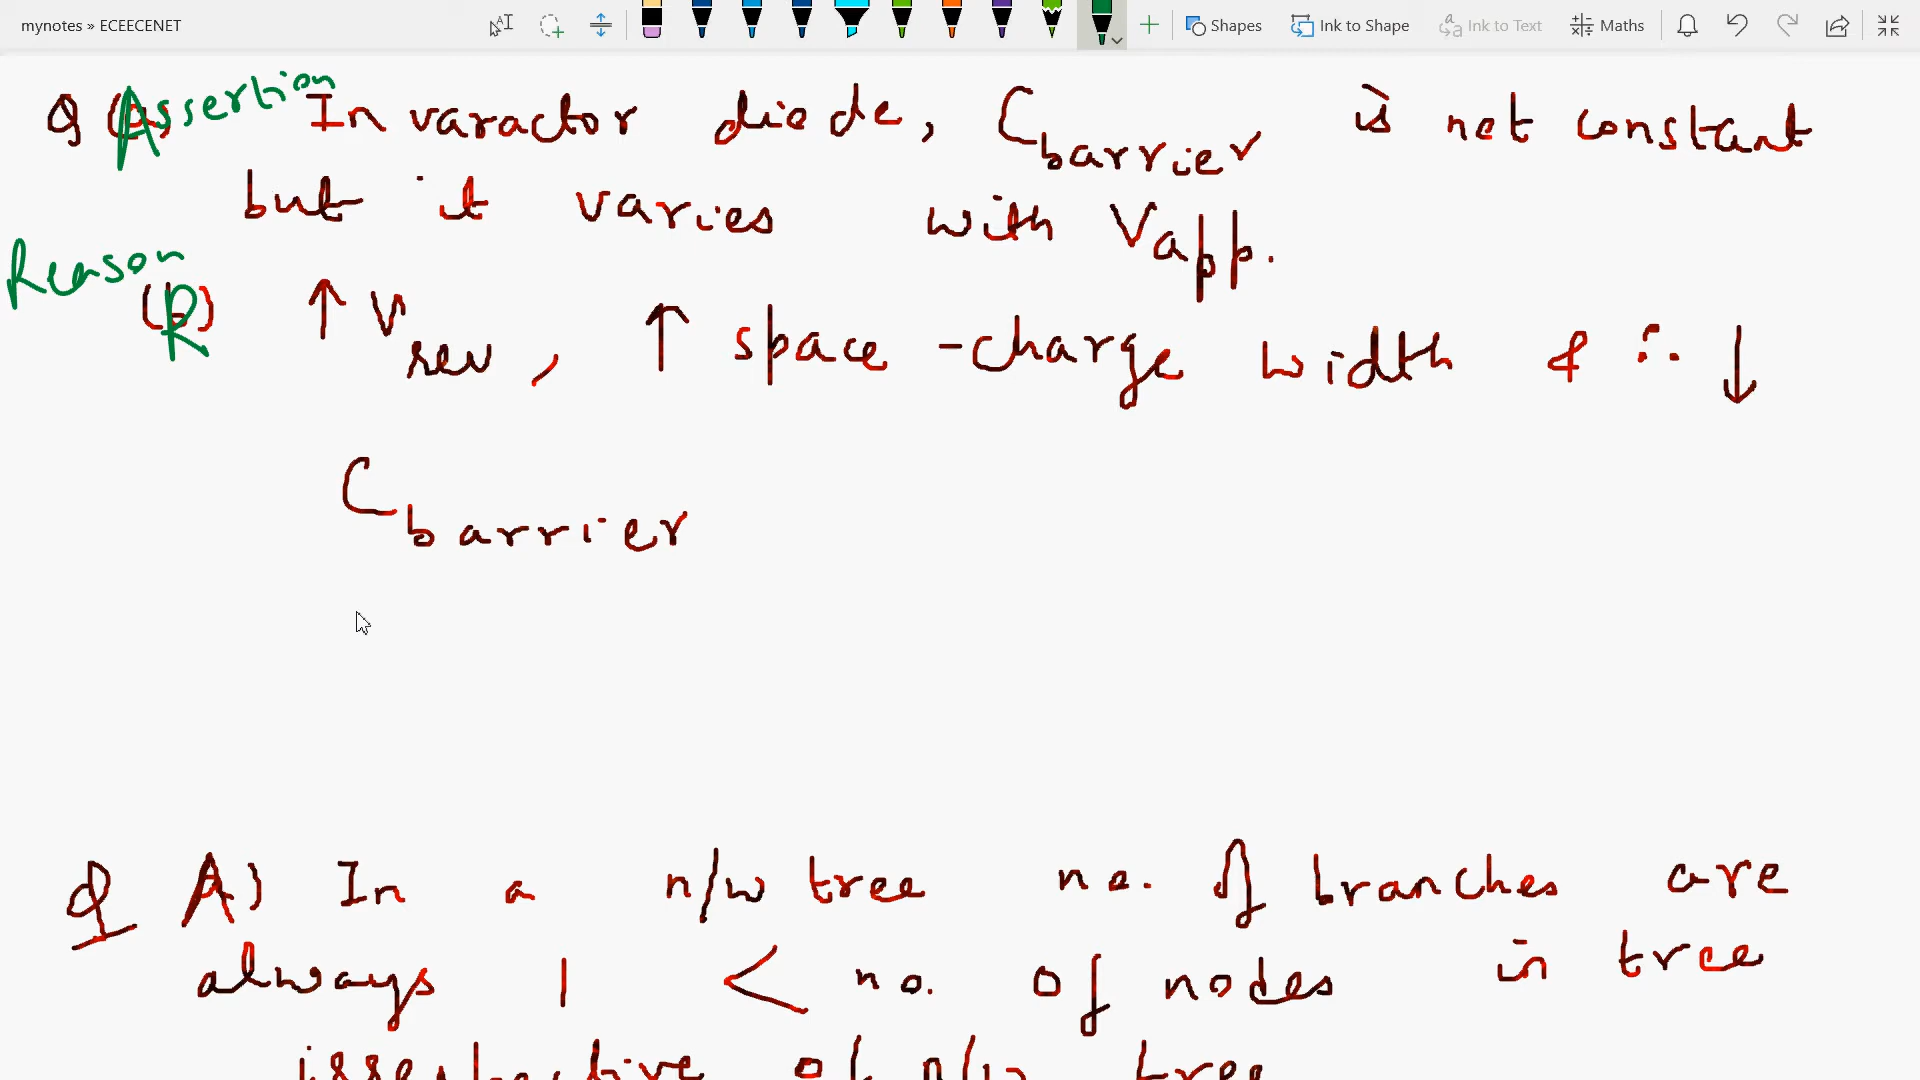 mynotes » ECEECENET
Shapes
Ink to Shape
Ink to Text
Maths
Q (A) Assertion In varactor diode, Cbarrier is not constant
but it varies with Vapp.
Reason
(R) ↑ Vrev, ↑ space-charge width & ∴ ↓
Cbarrier
Q A) In a n/w tree no. of branches are
always 1 < no. of nodes in tree
of n/w tree